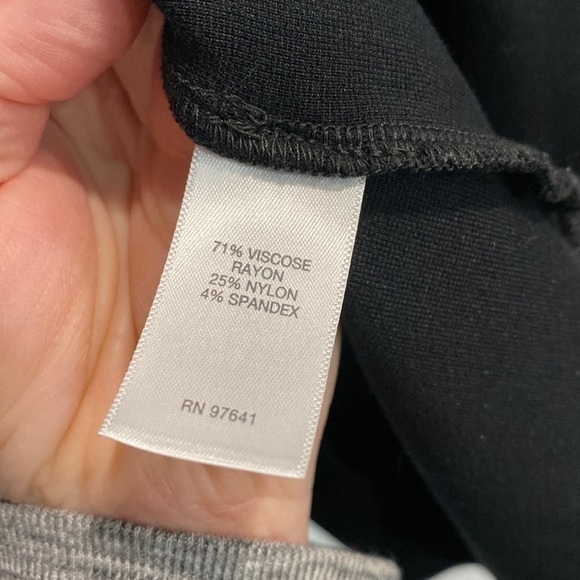 71% VISCOSE
RAYON
25% NYLON
4% SPANDEX
RN 97641